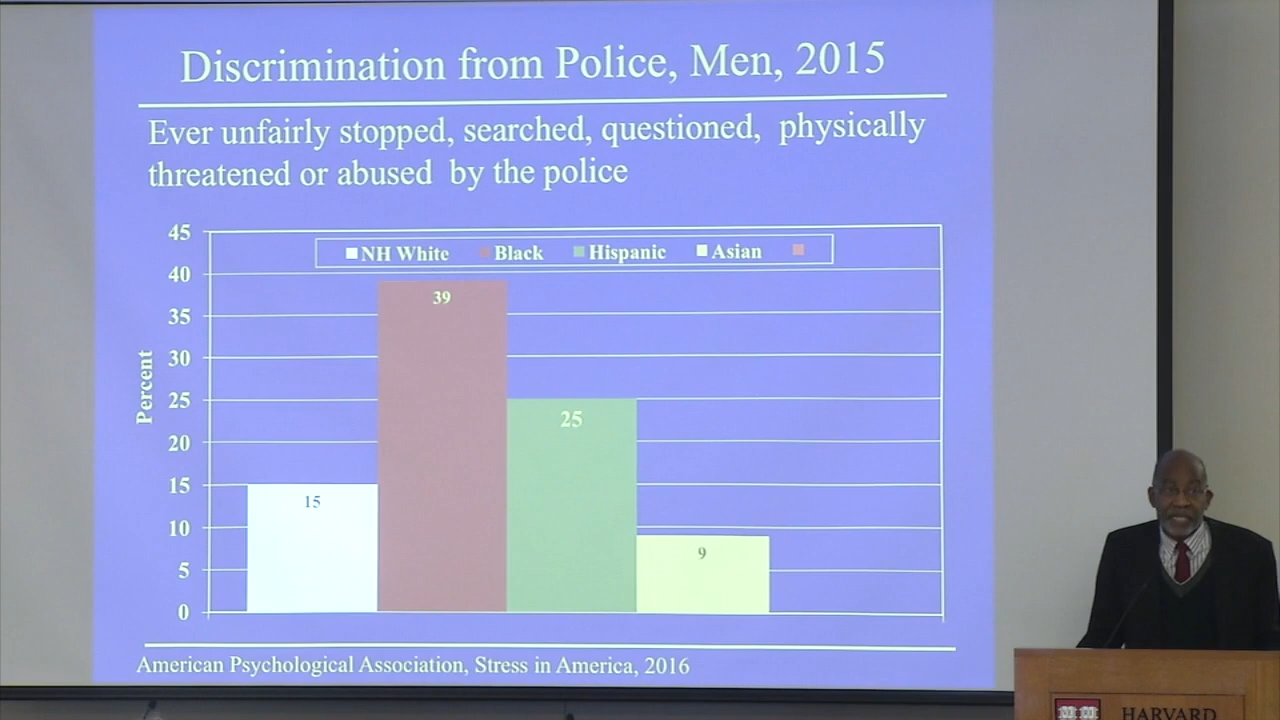 Discrimination from Police, Men, 2015
Ever unfairly stopped, searched, questioned, physically
threatened or abused by the police
45
NH White Black Hispanic Asian
40
39
35
30
Percent
25
25
20
15
15
10
9
5
0
American Psychological Association, Stress in America, 2016
HARVARD